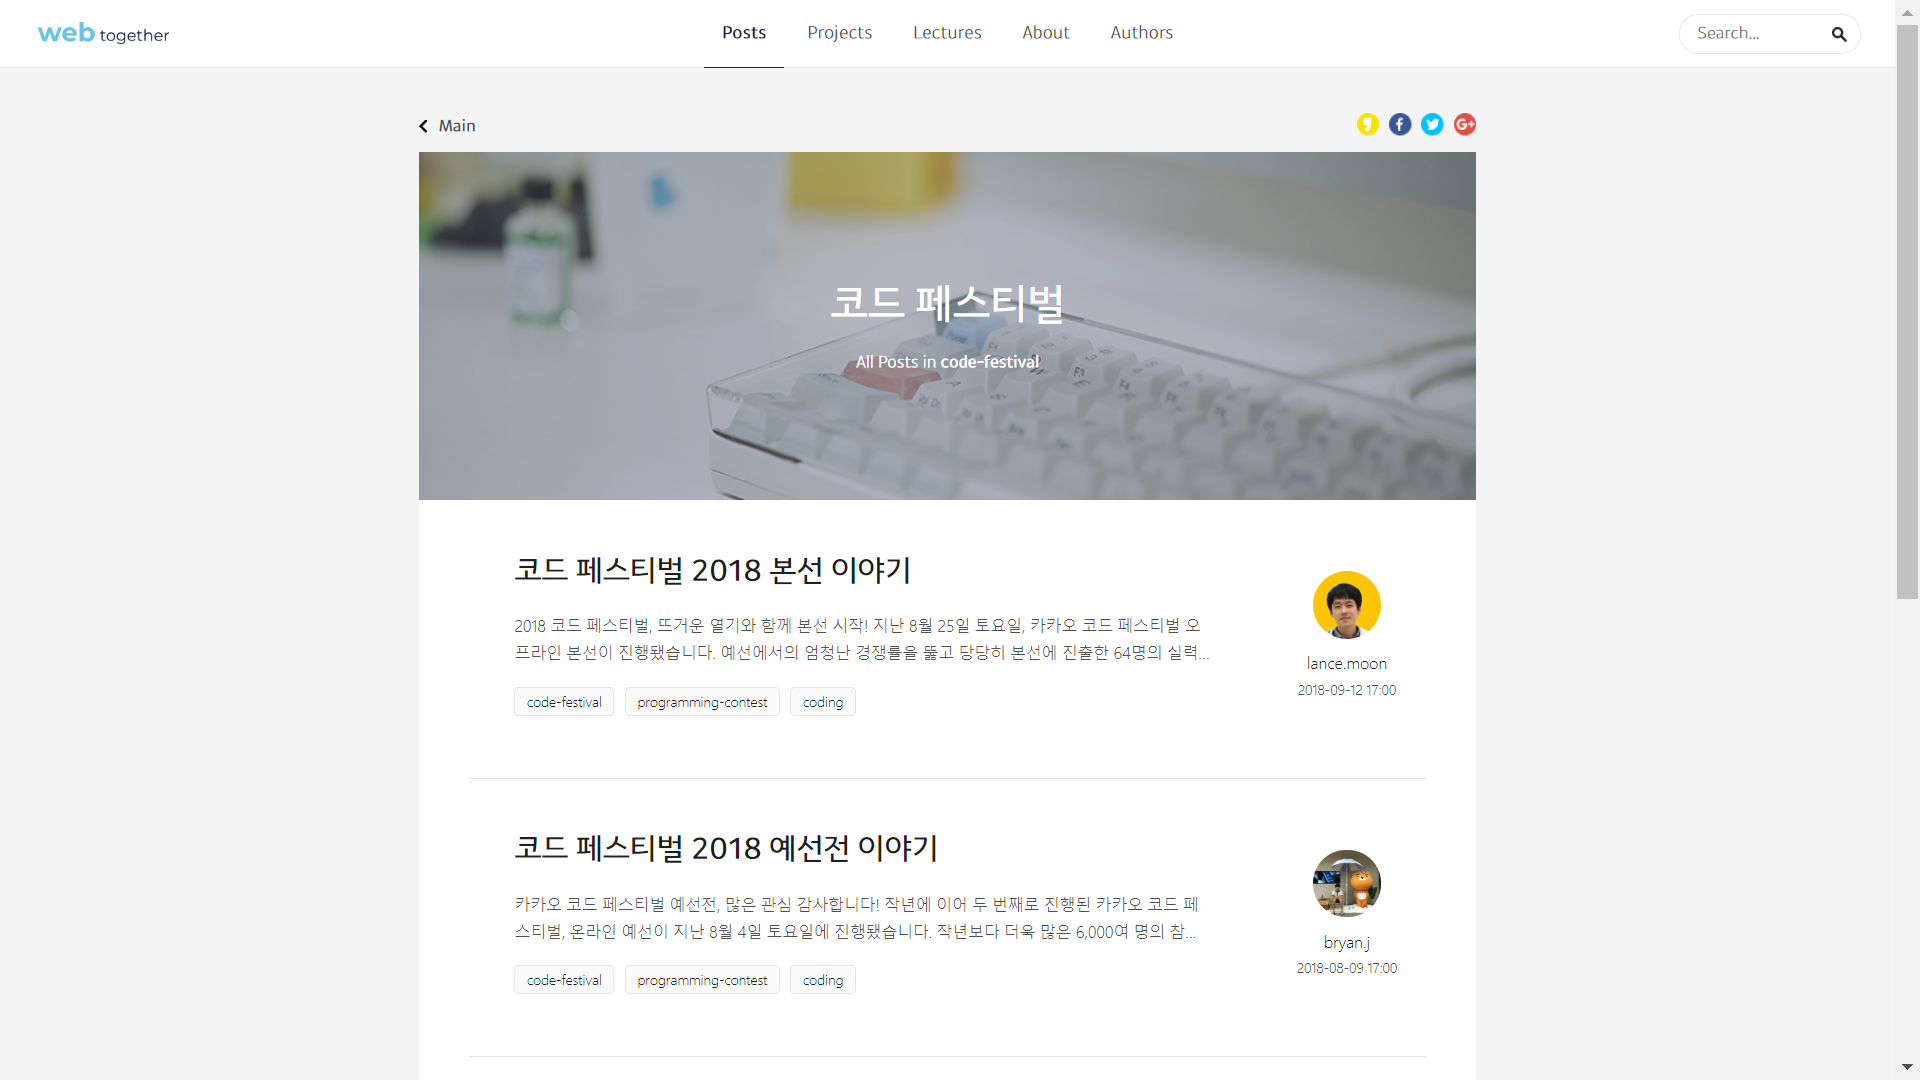 web together
Posts
Projects
Lectures
About
Authors
Search...
Main
코드 페스티벌
All Posts in code-festival
코드 페스티벌 2018 본선 이야기
2018 코드 페스티벌, 뜨거운 열기와 함께 본선 시작! 지난 8월 25일 토요일, 카카오 코드 페스티벌 오
프라인 본선이 진행됐습니다. 예선에서의 엄청난 경쟁률을 뚫고 당당히 본선에 진출한 64명의 실력...
code-festival
programming-contest
coding
lance.moon
2018-09-12 17:00
코드 페스티벌 2018 예선전 이야기
카카오 코드 페스티벌 예선전, 많은 관심 감사합니다! 작년에 이어 두 번째로 진행된 카카오 코드 페
스티벌, 온라인 예선이 지난 8월 4일 토요일에 진행됐습니다. 작년보다 더욱 많은 6,000여 명의 참...
code-festival
programming-contest
coding
bryan.j
2018-08-09 17:00